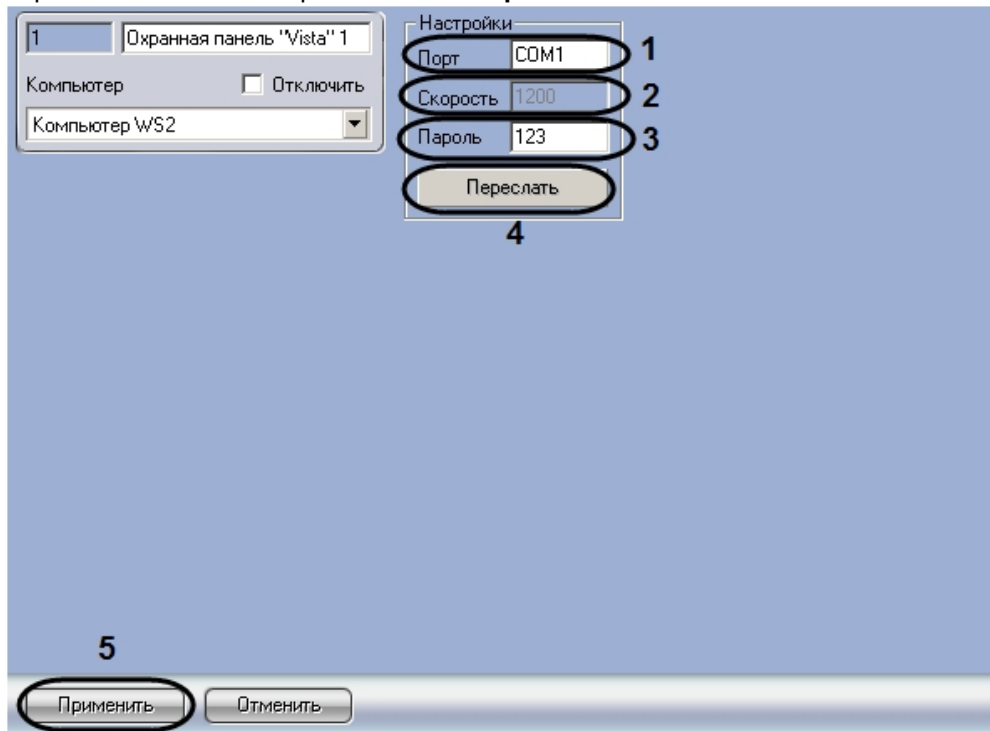 1 Охранная панель "Vista" 1
Компьютер Отключить
Компьютер WS2
Настройки
Порт COM1 1
Скорость 1200 2
Пароль 123 3
Переслать
4
5
Применить Отменить